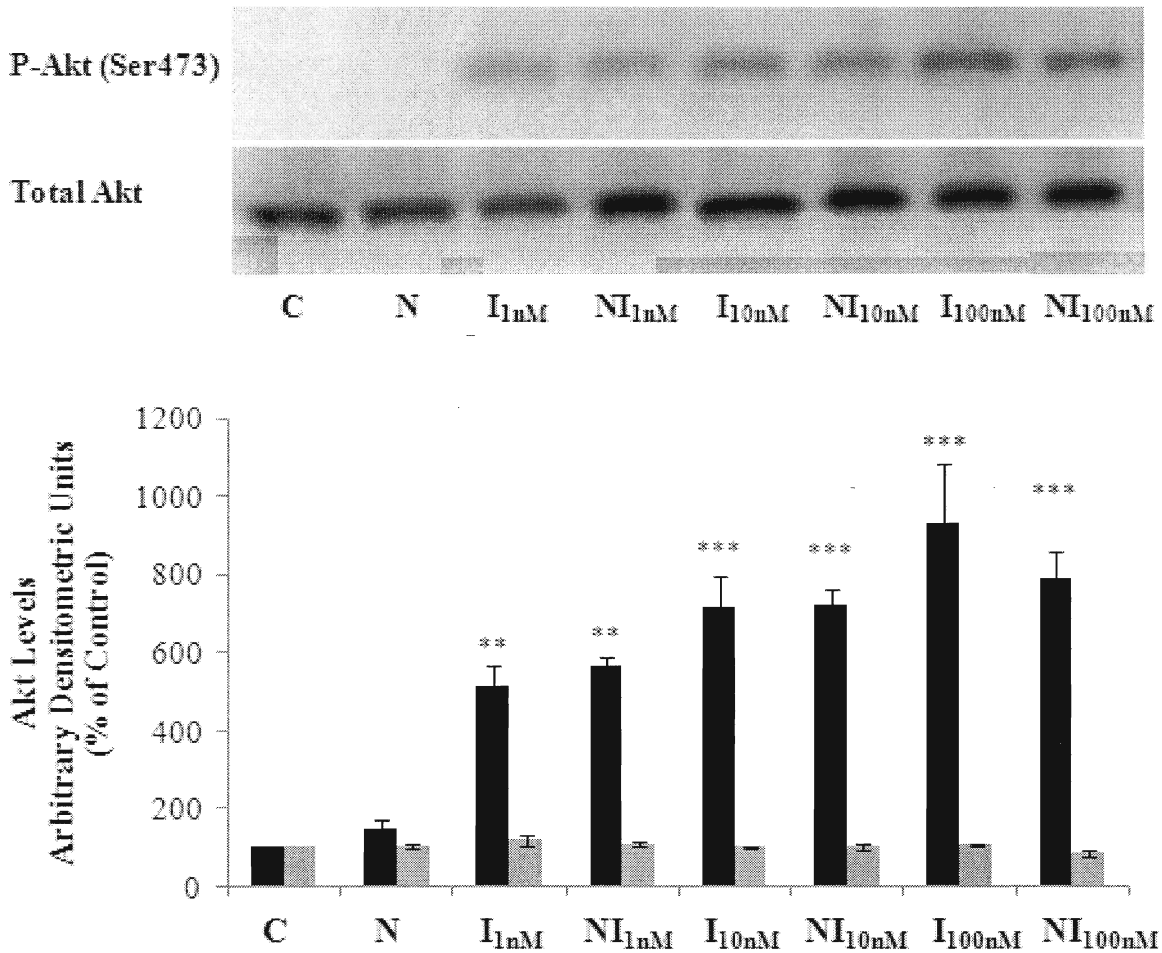 P-Akt (Ser473)
Total Akt
C N I1nM NI1nM I10nM NI10nM I100nM NI100nM
Akt Levels
Arbitrary Densitometric Units
(% of Control)
1200
1000
800
600
400
200
0
** ** *** *** *** ***
C N I1nM NI1nM I10nM NI10nM I100nM NI100nM